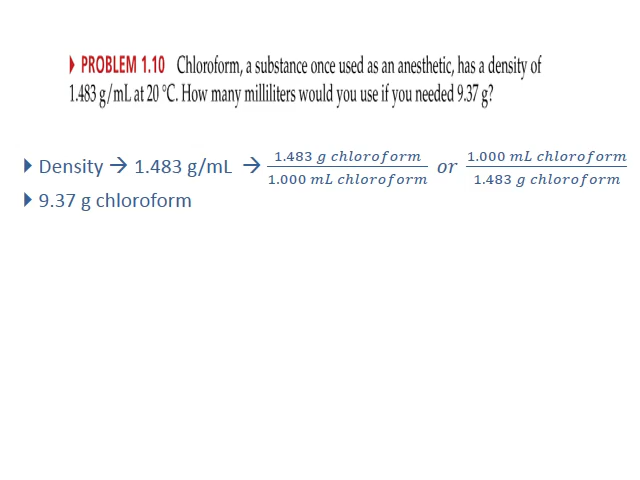 ▶ PROBLEM 1.10 Chloroform, a substance once used as an anesthetic, has a density of
1.483 g/mL at 20 °C. How many milliliters would you use if you needed 9.37 g?
▶ Density → 1.483 g/mL → 1.483 g chloroform / 1.000 mL chloroform or 1.000 mL chloroform / 1.483 g chloroform
▶ 9.37 g chloroform